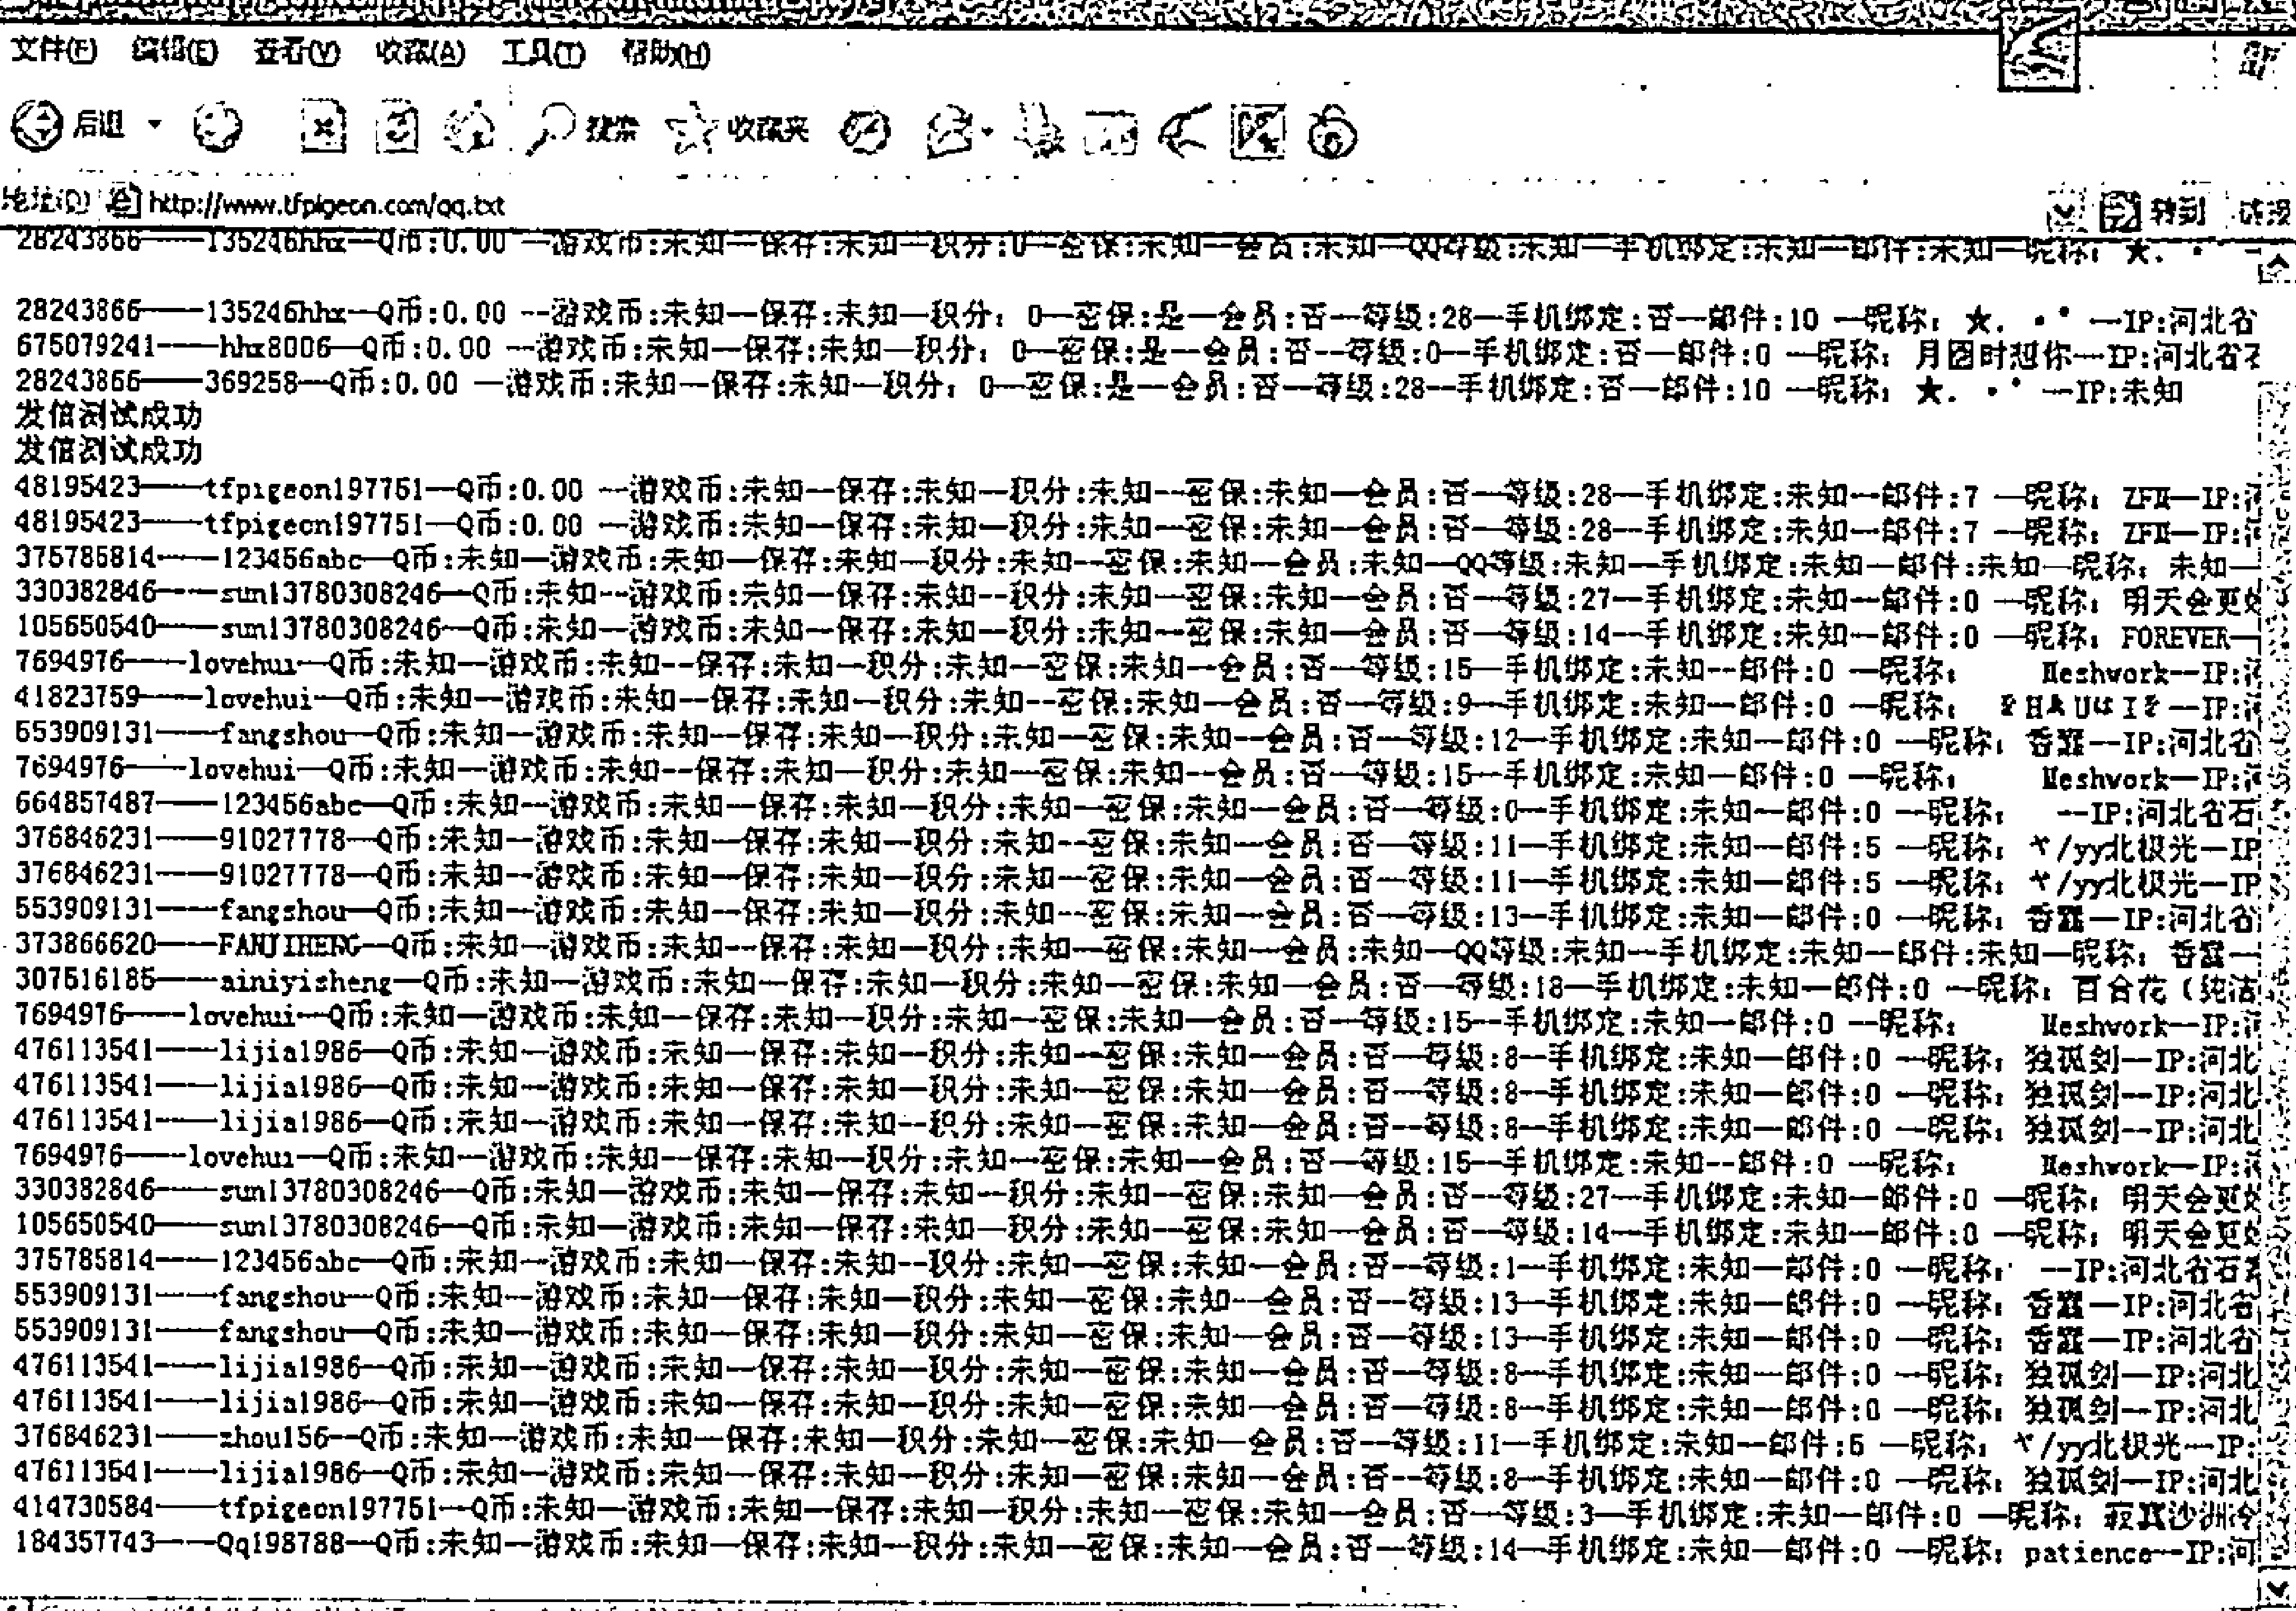 文件(F) 编辑(E) 查看(V) 收藏(A) 工具(T) 帮助(H)
后退 搜索 收藏夹
地址(D) http://www.tfpigeon.com/qq.txt 转到
28243866----135246hhx--Q币:0.00 --游戏币:未知--保存:未知--积分:0--密保:未知--会员:未知--QQ等级:未知--手机绑定:未知--邮件:未知--昵称: ★.
28243866----135246hhx--Q币:0.00 --游戏币:未知--保存:未知--积分: 0--密保:是--会员:否--等级:28--手机绑定:否--邮件:10 --昵称: ★. --IP:河北省
675079241----hhx8006--Q币:0.00 --游戏币:未知--保存:未知--积分: 0--密保:是--会员:否--等级:0--手机绑定:否--邮件:0 --昵称: 月圆时想你--IP:河北省石
28243866----369258--Q币:0.00 --游戏币:未知--保存:未知--积分: 0--密保:是--会员:否--等级:28--手机绑定:否--邮件:10 --昵称: ★. --IP:未知
发信测试成功
发信测试成功
48195423----tfpigeon197751--Q币:0.00 --游戏币:未知--保存:未知--积分:未知--密保:未知--会员:否--等级:28--手机绑定:未知--邮件:7 --昵称: --IP:河
48195423----tfpigeon197751--Q币:0.00 --游戏币:未知--保存:未知--积分:未知--密保:未知--会员:否--等级:28--手机绑定:未知--邮件:7 --昵称: --IP:河
375785814----123456abc--Q币:未知--游戏币:未知--保存:未知--积分:未知--密保:未知--会员:未知--QQ等级:未知--手机绑定:未知--邮件:未知--昵称: 未知--
330382846----sun13780308246--Q币:未知--游戏币:未知--保存:未知--积分:未知--密保:未知--会员:否--等级:27--手机绑定:未知--邮件:0 --昵称: 明天会更好
105650540----sun13780308246--Q币:未知--游戏币:未知--保存:未知--积分:未知--密保:未知--会员:否--等级:14--手机绑定:未知--邮件:0 --昵称: FOREVER--
7694976----lovehui--Q币:未知--游戏币:未知--保存:未知--积分:未知--密保:未知--会员:否--等级:15--手机绑定:未知--邮件:0 --昵称: Meshwork--IP:河
41823759----lovehui--Q币:未知--游戏币:未知--保存:未知--积分:未知--密保:未知--会员:否--等级:9--手机绑定:未知--邮件:0 --昵称: --IP:河
553909131----fangshou--Q币:未知--游戏币:未知--保存:未知--积分:未知--密保:未知--会员:否--等级:12--手机绑定:未知--邮件:0 --昵称: 香--IP:河北省
7694976----lovehui--Q币:未知--游戏币:未知--保存:未知--积分:未知--密保:未知--会员:否--等级:15--手机绑定:未知--邮件:0 --昵称: Meshwork--IP:河
664857487----123456abc--Q币:未知--游戏币:未知--保存:未知--积分:未知--密保:未知--会员:否--等级:0--手机绑定:未知--邮件:0 --昵称: --IP:河北省石
376846231----91027778--Q币:未知--游戏币:未知--保存:未知--积分:未知--密保:未知--会员:否--等级:11--手机绑定:未知--邮件:5 --昵称: /yy北极光--IP
376846231----91027778--Q币:未知--游戏币:未知--保存:未知--积分:未知--密保:未知--会员:否--等级:11--手机绑定:未知--邮件:5 --昵称: /yy北极光--IP
553909131----fangshou--Q币:未知--游戏币:未知--保存:未知--积分:未知--密保:未知--会员:否--等级:13--手机绑定:未知--邮件:0 --昵称: 香--IP:河北省
373866620----FANJIHENG--Q币:未知--游戏币:未知--保存:未知--积分:未知--密保:未知--会员:未知--QQ等级:未知--手机绑定:未知--邮件:未知--昵称: 香--
307516185----ainiyisheng--Q币:未知--游戏币:未知--保存:未知--积分:未知--密保:未知--会员:否--等级:18--手机绑定:未知--邮件:0 --昵称: 百合花(纯洁
7694976----lovehui--Q币:未知--游戏币:未知--保存:未知--积分:未知--密保:未知--会员:否--等级:15--手机绑定:未知--邮件:0 --昵称: Meshwork--IP:河
476113541----lijia1986--Q币:未知--游戏币:未知--保存:未知--积分:未知--密保:未知--会员:否--等级:8--手机绑定:未知--邮件:0 --昵称: 独孤剑--IP:河北
476113541----lijia1986--Q币:未知--游戏币:未知--保存:未知--积分:未知--密保:未知--会员:否--等级:8--手机绑定:未知--邮件:0 --昵称: 独孤剑--IP:河北
476113541----lijia1986--Q币:未知--游戏币:未知--保存:未知--积分:未知--密保:未知--会员:否--等级:8--手机绑定:未知--邮件:0 --昵称: 独孤剑--IP:河北
7694976----lovehui--Q币:未知--游戏币:未知--保存:未知--积分:未知--密保:未知--会员:否--等级:15--手机绑定:未知--邮件:0 --昵称: Meshwork--IP:河
330382846----sun13780308246--Q币:未知--游戏币:未知--保存:未知--积分:未知--密保:未知--会员:否--等级:27--手机绑定:未知--邮件:0 --昵称: 明天会更好
105650540----sun13780308246--Q币:未知--游戏币:未知--保存:未知--积分:未知--密保:未知--会员:否--等级:14--手机绑定:未知--邮件:0 --昵称: 明天会更好
375785814----123456abc--Q币:未知--游戏币:未知--保存:未知--积分:未知--密保:未知--会员:否--等级:1--手机绑定:未知--邮件:0 --昵称: --IP:河北省石家
553909131----fangshou--Q币:未知--游戏币:未知--保存:未知--积分:未知--密保:未知--会员:否--等级:13--手机绑定:未知--邮件:0 --昵称: 香--IP:河北省
553909131----fangshou--Q币:未知--游戏币:未知--保存:未知--积分:未知--密保:未知--会员:否--等级:13--手机绑定:未知--邮件:0 --昵称: 香--IP:河北省
476113541----lijia1986--Q币:未知--游戏币:未知--保存:未知--积分:未知--密保:未知--会员:否--等级:8--手机绑定:未知--邮件:0 --昵称: 独孤剑--IP:河北
476113541----lijia1986--Q币:未知--游戏币:未知--保存:未知--积分:未知--密保:未知--会员:否--等级:8--手机绑定:未知--邮件:0 --昵称: 独孤剑--IP:河北
376846231----zhou156--Q币:未知--游戏币:未知--保存:未知--积分:未知--密保:未知--会员:否--等级:11--手机绑定:未知--邮件:5 --昵称: /yy北极光--IP:
476113541----lijia1986--Q币:未知--游戏币:未知--保存:未知--积分:未知--密保:未知--会员:否--等级:8--手机绑定:未知--邮件:0 --昵称: 独孤剑--IP:河北
414730584----tfpigeon197751--Q币:未知--游戏币:未知--保存:未知--积分:未知--密保:未知--会员:否--等级:3--手机绑定:未知--邮件:0 --昵称: 寂寞沙洲冷
184357743----Qq198788--Q币:未知--游戏币:未知--保存:未知--积分:未知--密保:未知--会员:否--等级:14--手机绑定:未知--邮件:0 --昵称: patience--IP:河